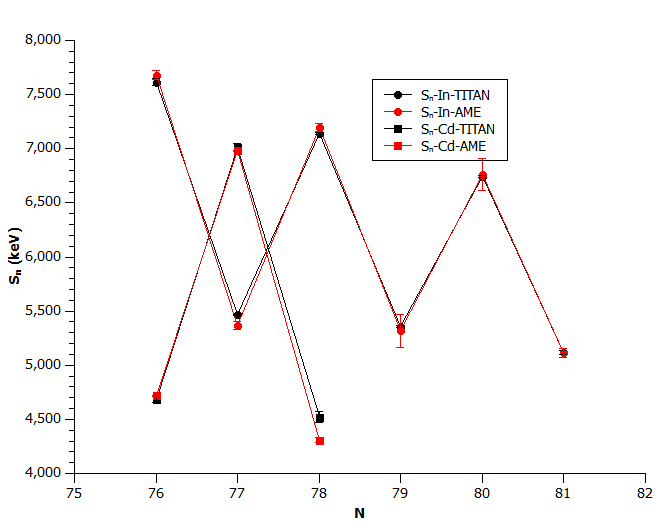 8,000
7,500
7,000
6,500
6,000
5,500
5,000
4,500
4,000
Sₙ (keV)
Sₙ-In-TITAN
Sₙ-In-AME
Sₙ-Cd-TITAN
Sₙ-Cd-AME
75 76 77 78 79 80 81 82
N